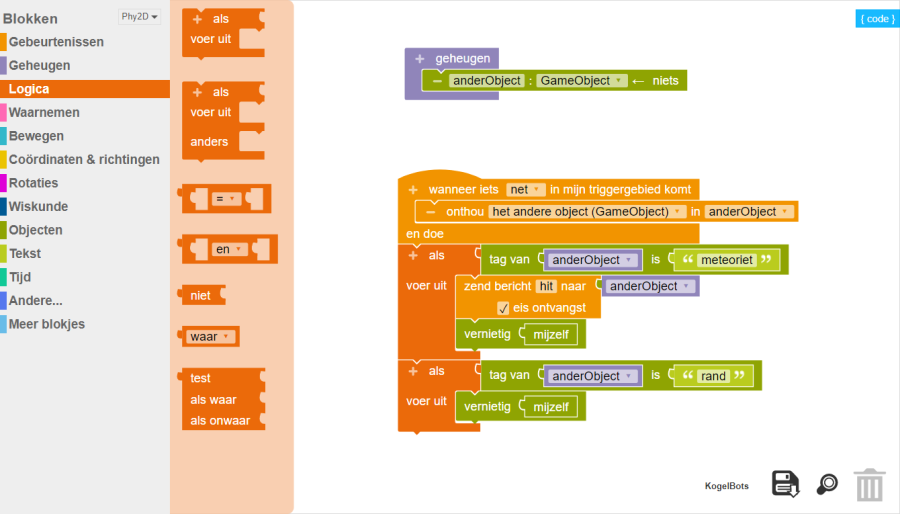 Blokken
Phy2D
Gebeurtenissen
Geheugen
Logica
Waarnemen
Bewegen
Coördinaten & richtingen
Rotaties
Wiskunde
Objecten
Tekst
Tijd
Andere...
Meer blokjes
+ als
voer uit
+ als
voer uit
anders
=
en
niet
waar
test
als waar
als onwaar
{ code }
+ geheugen
− anderObject : GameObject ← niets
+ wanneer iets net in mijn triggergebied komt
− onthou het andere object (GameObject) in anderObject
en doe
+ als tag van anderObject is “ meteoriet ”
voer uit zend bericht hit naar anderObject
✓ eis ontvangst
vernietig mijzelf
+ als tag van anderObject is “ rand ”
voer uit vernietig mijzelf
KogelBots